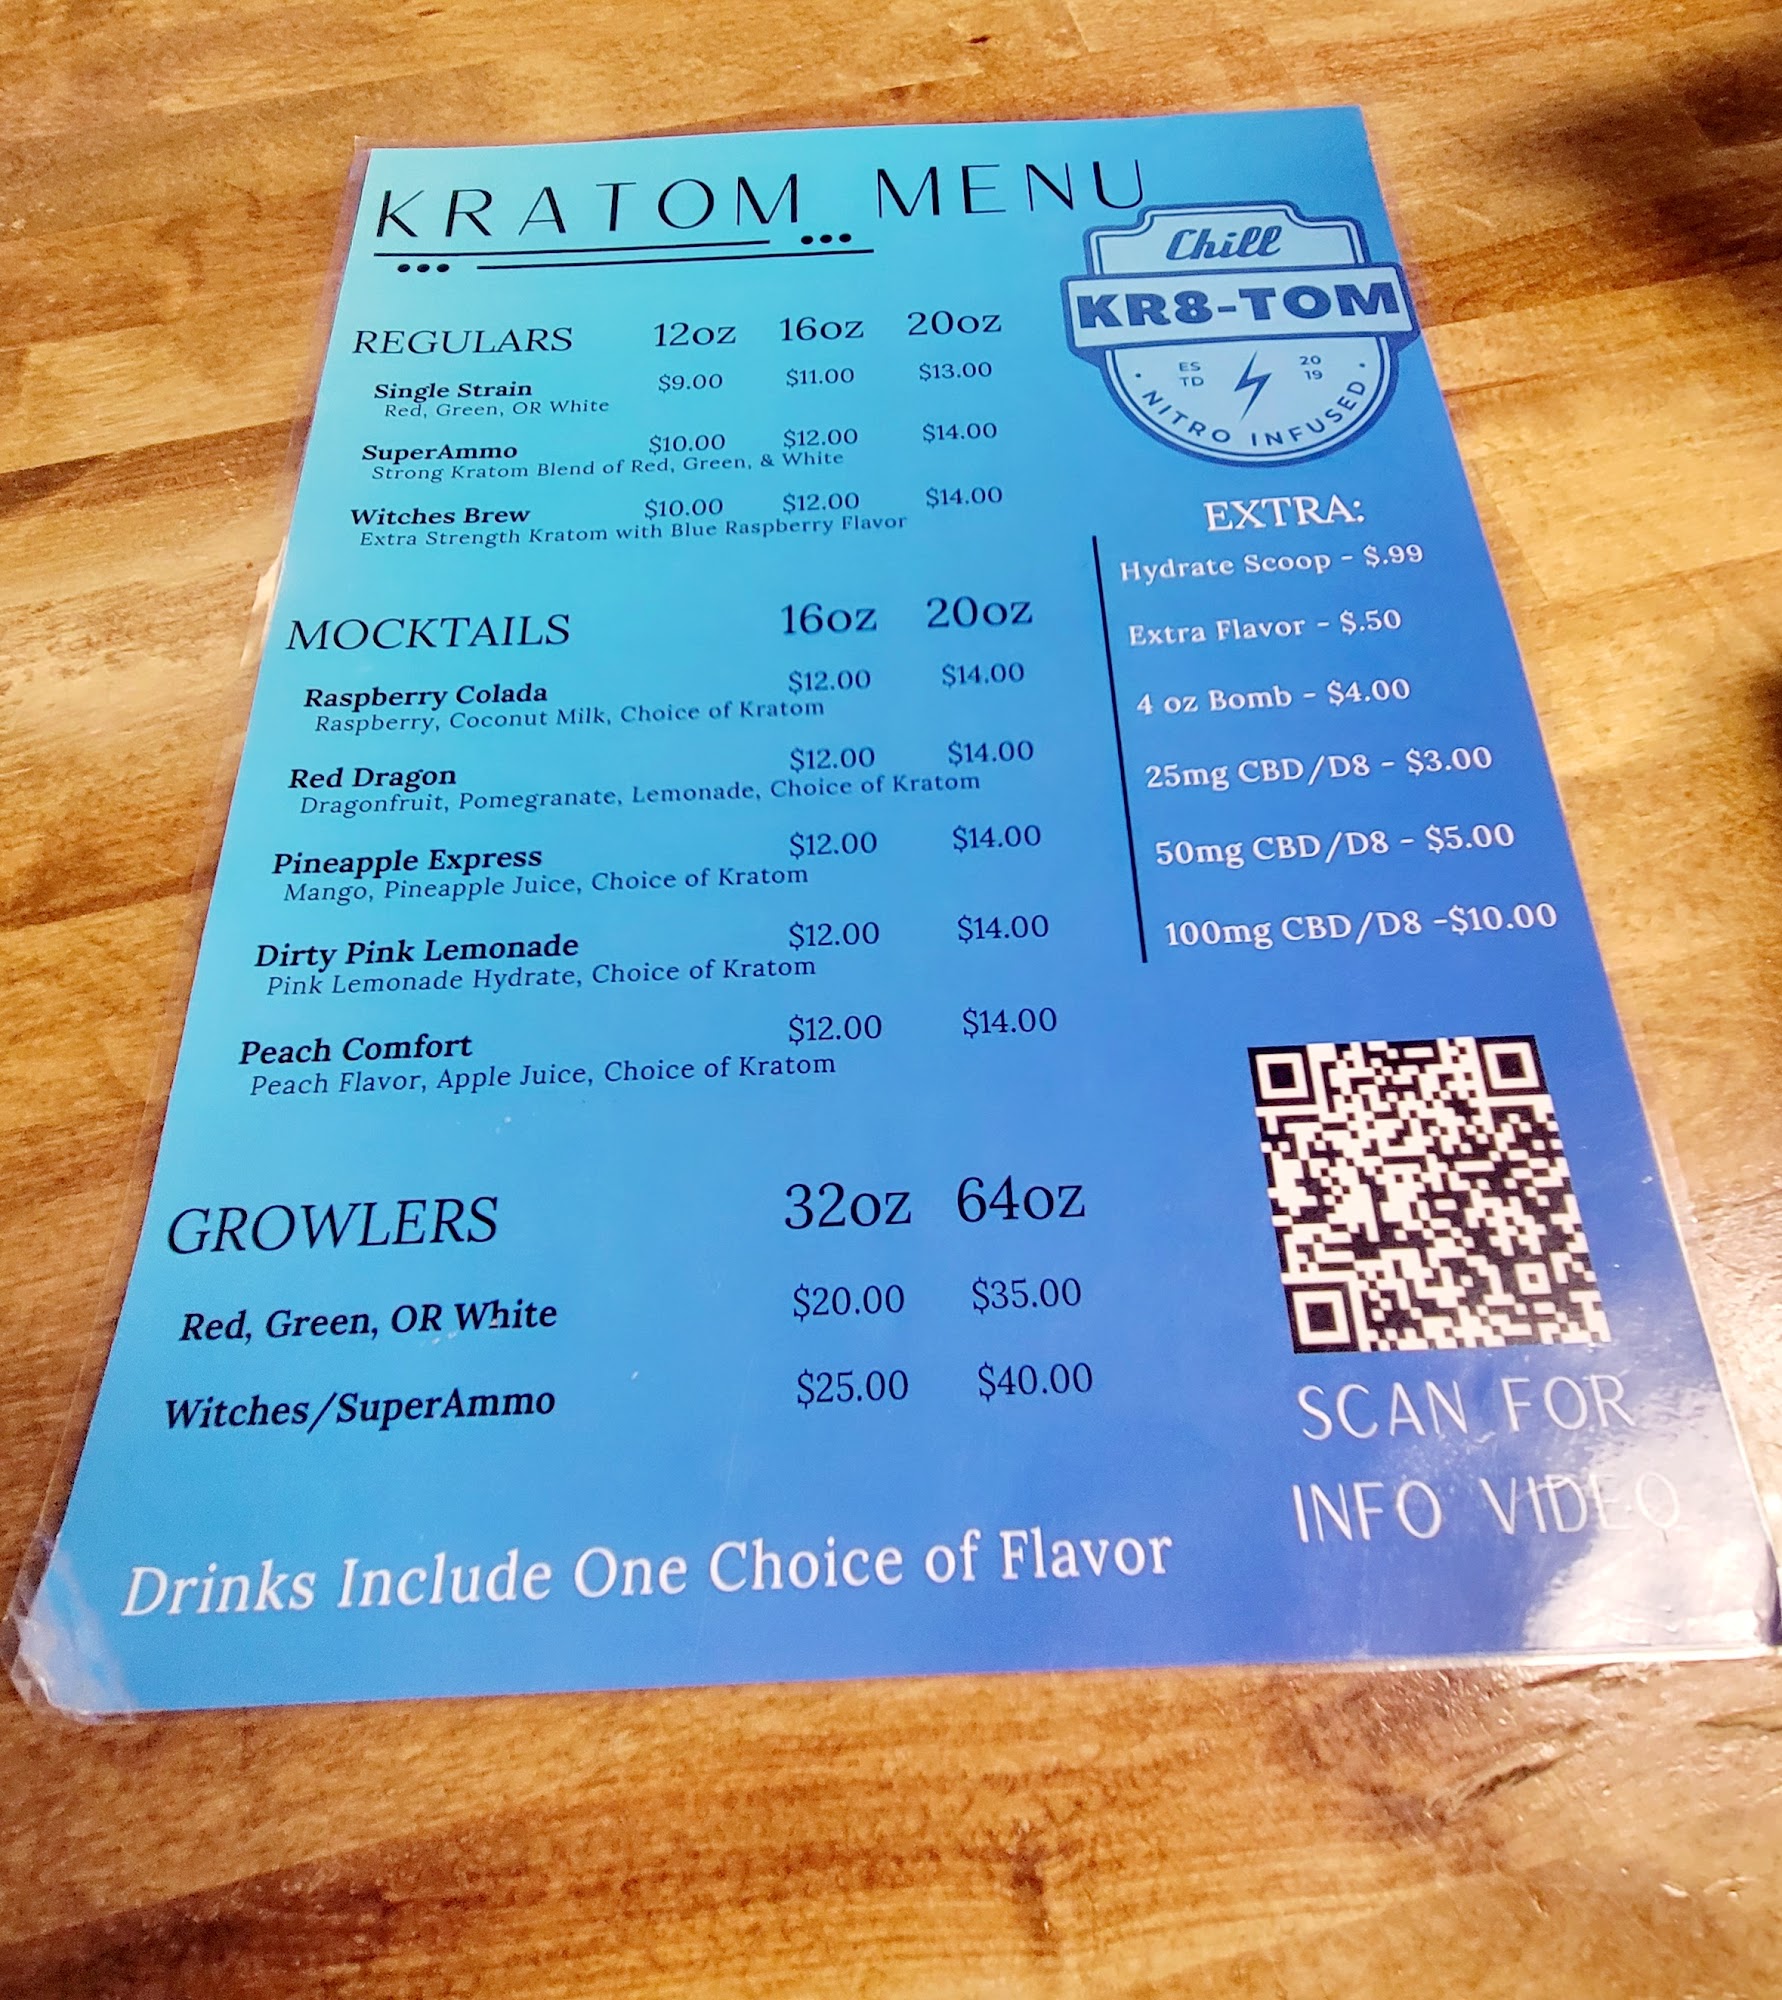 KRATOM MENU
Chill
KR8-TOM
ES TD
20 19
• NITRO INFUSED •
REGULARS 12oz 16oz 20oz
Single Strain $9.00 $11.00 $13.00
Red, Green, OR White
SuperAmmo $10.00 $12.00 $14.00
Strong Kratom Blend of Red, Green, & White
Witches Brew $10.00 $12.00 $14.00
Extra Strength Kratom with Blue Raspberry Flavor
MOCKTAILS 16oz 20oz
Raspberry Colada $12.00 $14.00
Raspberry, Coconut Milk, Choice of Kratom
Red Dragon $12.00 $14.00
Dragonfruit, Pomegranate, Lemonade, Choice of Kratom
Pineapple Express $12.00 $14.00
Mango, Pineapple Juice, Choice of Kratom
Dirty Pink Lemonade $12.00 $14.00
Pink Lemonade Hydrate, Choice of Kratom
Peach Comfort $12.00 $14.00
Peach Flavor, Apple Juice, Choice of Kratom
GROWLERS 32oz 64oz
Red, Green, OR White $20.00 $35.00
Witches/SuperAmmo $25.00 $40.00
Drinks Include One Choice of Flavor
EXTRA:
Hydrate Scoop - $.99
Extra Flavor - $.50
4 oz Bomb - $4.00
25mg CBD/D8 - $3.00
50mg CBD/D8 - $5.00
100mg CBD/D8 -$10.00
SCAN FOR
INFO VIDEO